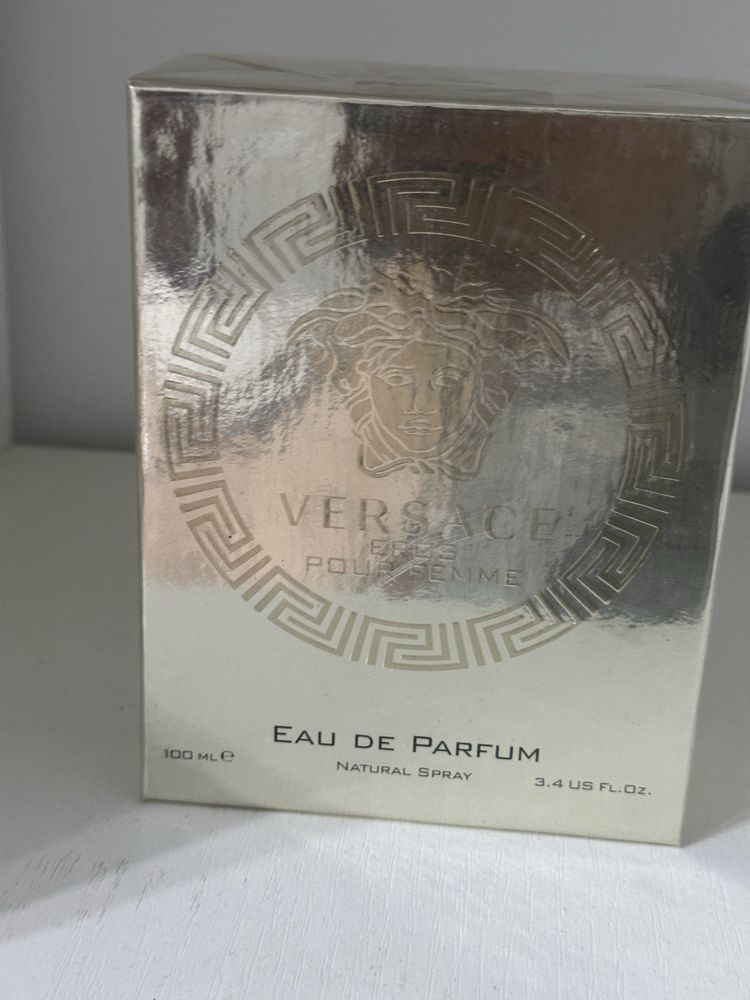 VERSACE
EROS
POUR FEMME
EAU DE PARFUM
100 ML e
NATURAL SPRAY
3.4 US FL.OZ.